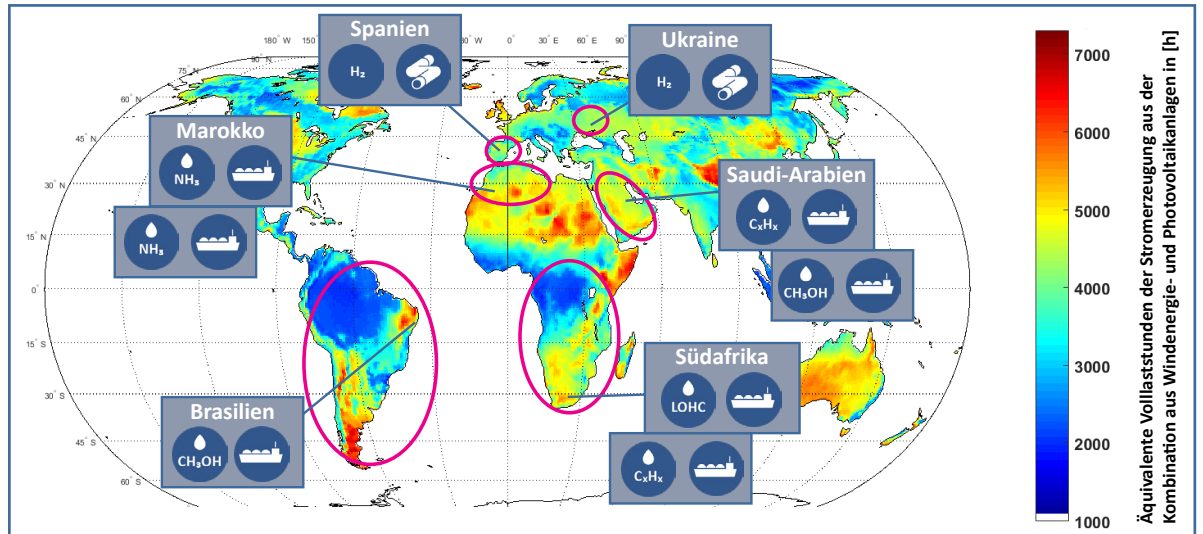 Spanien
H₂
Ukraine
H₂
180° W
150
30° W
0°
30° E
60° E
90
75° N
60° N
45° N
30° N
15° N
0°
15° S
30° S
45° S
60° S
Marokko
NH₃
NH₃
Saudi-Arabien
CₓHₓ
CH₃OH
Südafrika
LOHC
CₓHₓ
Brasilien
CH₃OH
7000
6000
5000
4000
3000
2000
1000
Äquivalente Volllaststunden der Stromerzeugung aus der
Kombination aus Windenergie- und Photovoltaikanlagen in [h]